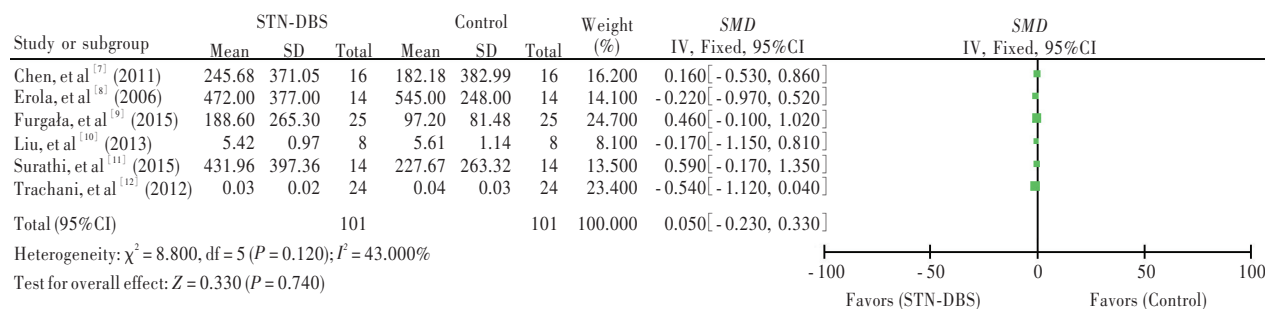 STN-DBS Control Weight SMD SMD
Study or subgroup Mean SD Total Mean SD Total (%) IV, Fixed, 95%CI IV, Fixed, 95%CI
Chen, et al [7] (2011) 245.68 371.05 16 182.18 382.99 16 16.200 0.160[-0.530, 0.860]
Erola, et al [8] (2006) 472.00 377.00 14 545.00 248.00 14 14.100 -0.220[-0.970, 0.520]
Furgała, et al [9] (2015) 188.60 265.30 25 97.20 81.48 25 24.700 0.460[-0.100, 1.020]
Liu, et al [10] (2013) 5.42 0.97 8 5.61 1.14 8 8.100 -0.170[-1.150, 0.810]
Surathi, et al [11] (2015) 431.96 397.36 14 227.67 263.32 14 13.500 0.590[-0.170, 1.350]
Trachani, et al [12] (2012) 0.03 0.02 24 0.04 0.03 24 23.400 -0.540[-1.120, 0.040]
Total (95%CI) 101 101 100.000 0.050[-0.230, 0.330]
Heterogeneity: χ² = 8.800, df = 5 (P = 0.120); I² = 43.000%
Test for overall effect: Z = 0.330 (P = 0.740)
-100 -50 0 50 100
Favors (STN-DBS) Favors (Control)